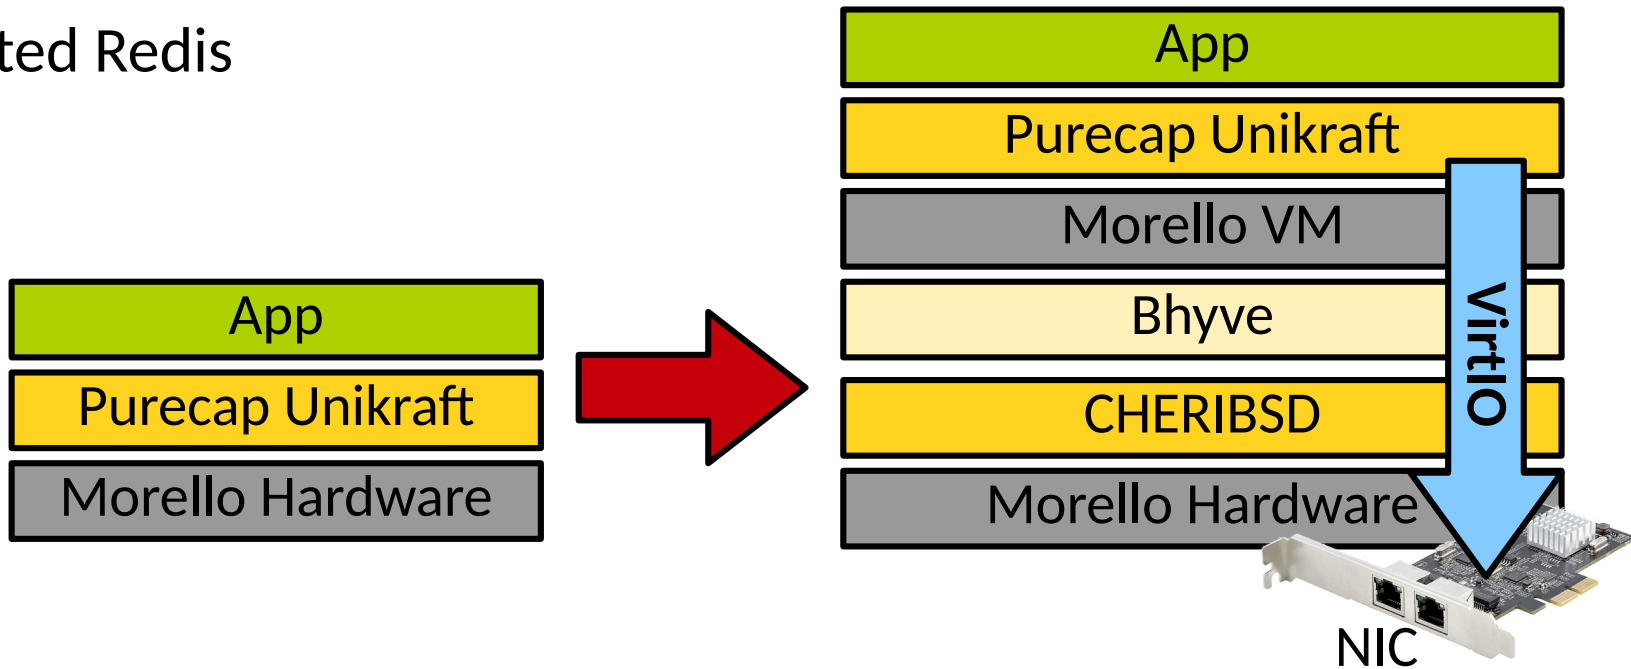 ted Redis
App
Purecap Unikraft
Morello Hardware
App
Purecap Unikraft
Morello VM
Bhyve
CHERIBSD
Morello Hardware
VirtIO
NIC